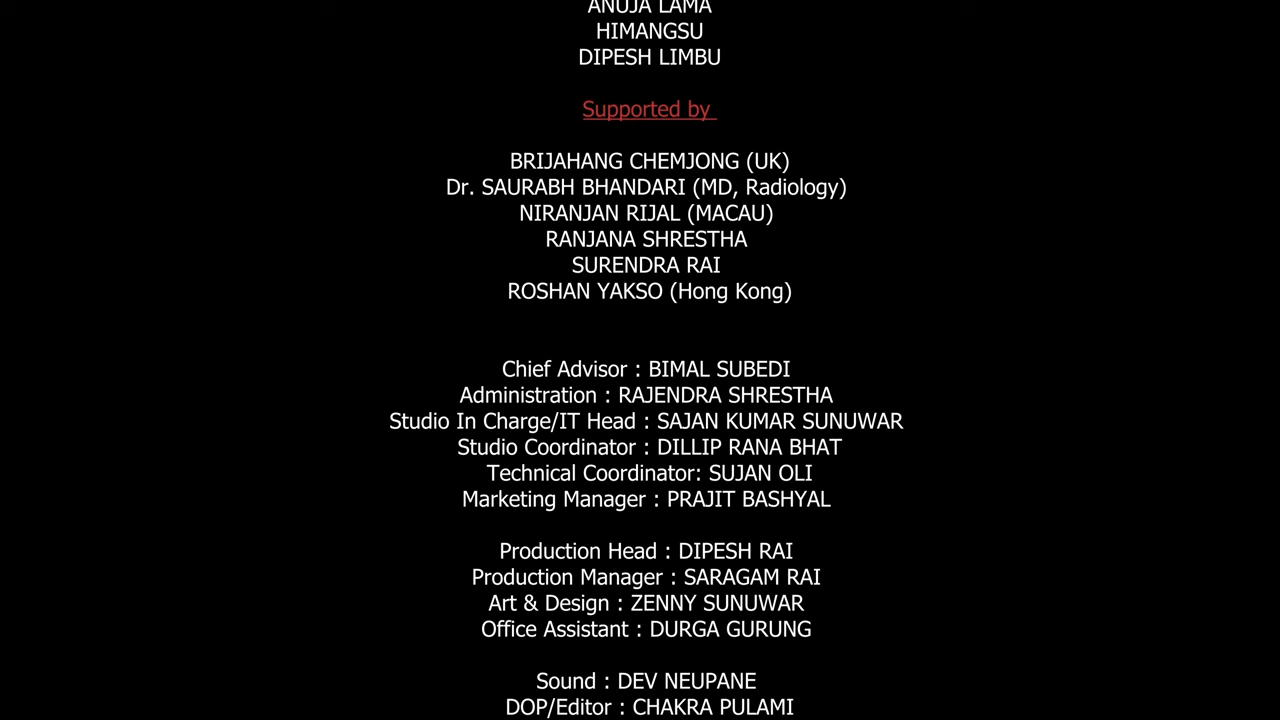 ANUJA LAMA
HIMANGSU
DIPESH LIMBU
Supported by
BRIJAHANG CHEMJONG (UK)
Dr. SAURABH BHANDARI (MD, Radiology)
NIRANJAN RIJAL (MACAU)
RANJANA SHRESTHA
SURENDRA RAI
ROSHAN YAKSO (Hong Kong)
Chief Advisor : BIMAL SUBEDI
Administration : RAJENDRA SHRESTHA
Studio In Charge/IT Head : SAJAN KUMAR SUNUWAR
Studio Coordinator : DILLIP RANA BHAT
Technical Coordinator: SUJAN OLI
Marketing Manager : PRAJIT BASHYAL
Production Head : DIPESH RAI
Production Manager : SARAGAM RAI
Art & Design : ZENNY SUNUWAR
Office Assistant : DURGA GURUNG
Sound : DEV NEUPANE
DOP/Editor : CHAKRA PULAMI